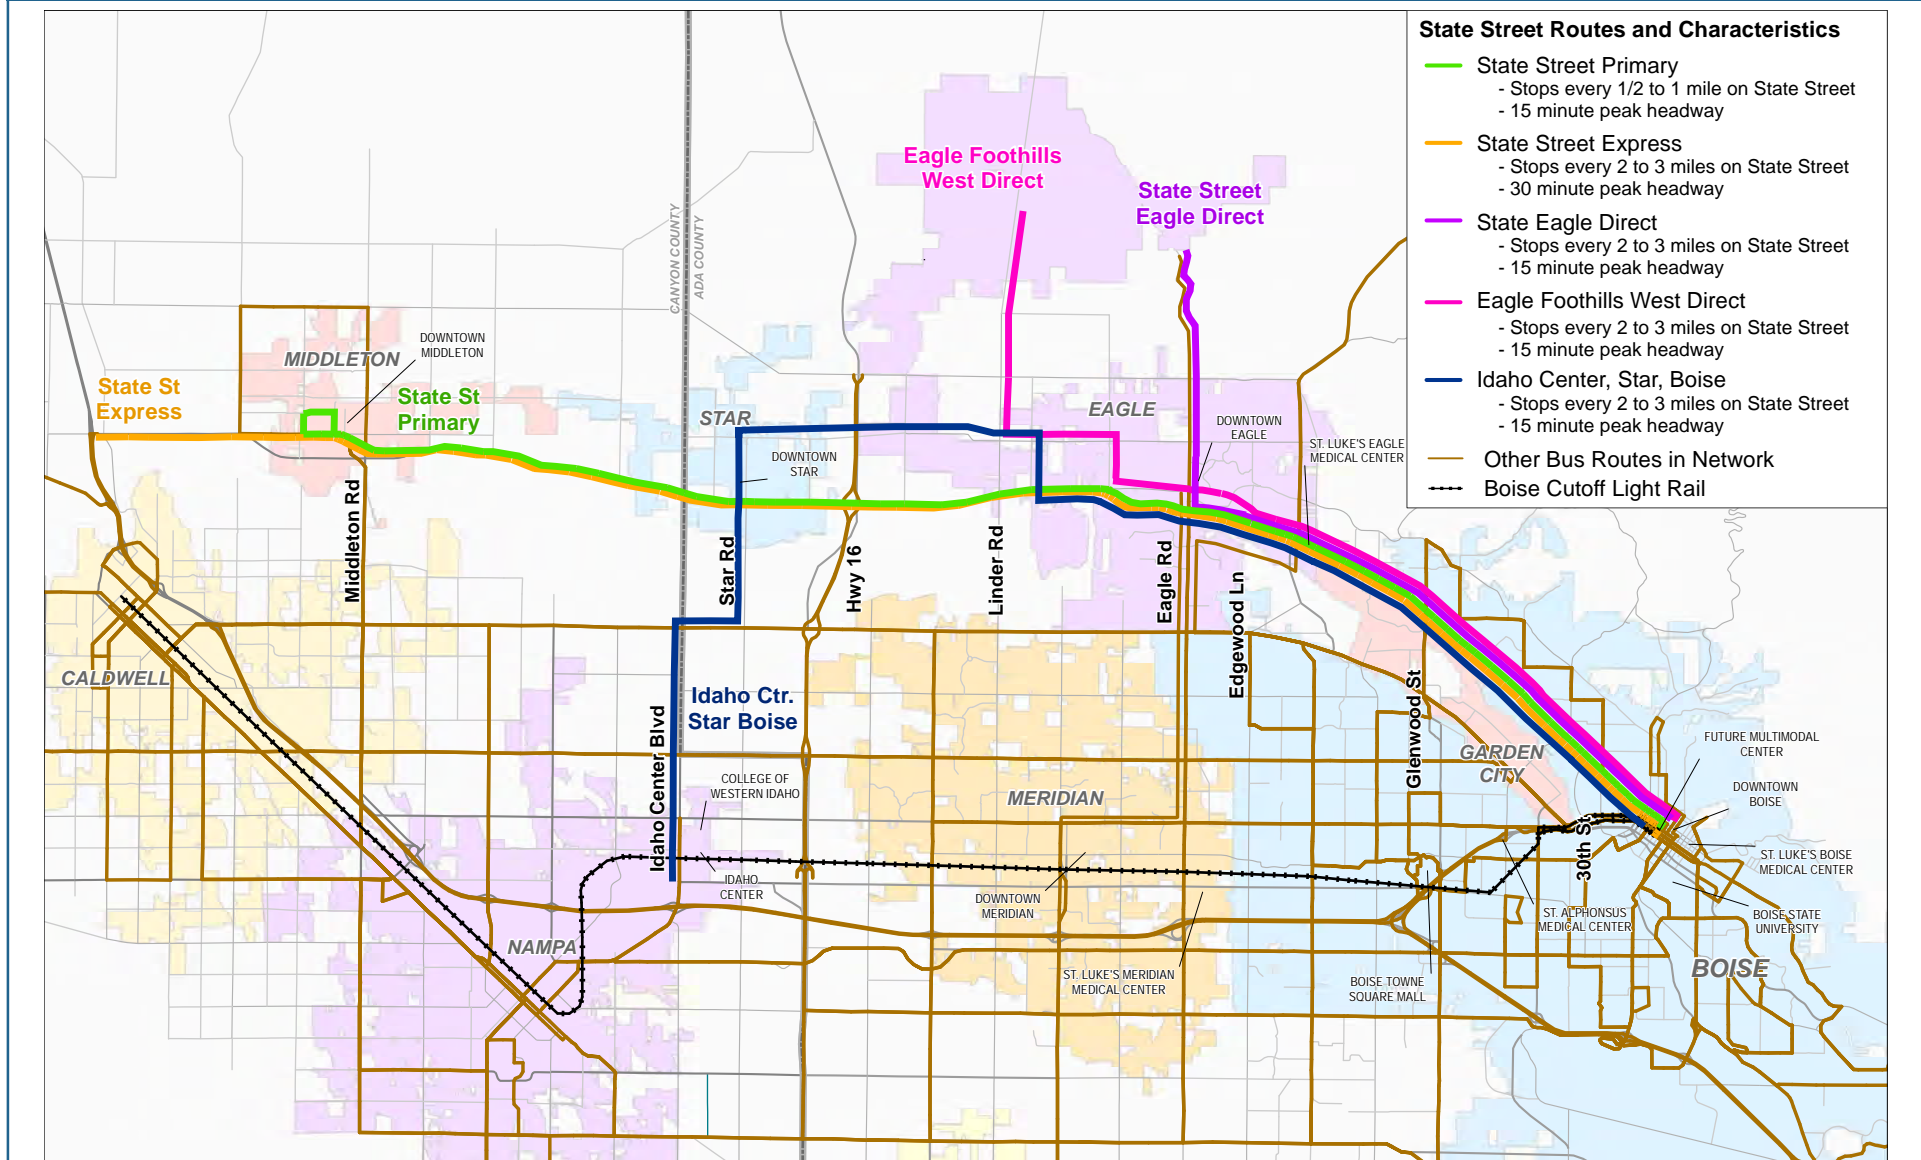 State Street Routes and Characteristics
State Street Primary
- Stops every 1/2 to 1 mile on State Street
- 15 minute peak headway
State Street Express
- Stops every 2 to 3 miles on State Street
- 30 minute peak headway
State Eagle Direct
- Stops every 2 to 3 miles on State Street
- 15 minute peak headway
Eagle Foothills West Direct
- Stops every 2 to 3 miles on State Street
- 15 minute peak headway
Idaho Center, Star, Boise
- Stops every 2 to 3 miles on State Street
- 15 minute peak headway
Other Bus Routes in Network
Boise Cutoff Light Rail
Eagle Foothills
West Direct
State Street
Eagle Direct
CANYON COUNTY
ADA COUNTY
DOWNTOWN
MIDDLETON
MIDDLETON
State St
Express
State St
Primary
STAR
EAGLE
DOWNTOWN
EAGLE
ST. LUKE'S EAGLE
MEDICAL CENTER
DOWNTOWN
STAR
Middleton Rd
Star Rd
Hwy 16
Linder Rd
Eagle Rd
Edgewood Ln
CALDWELL
Idaho Ctr.
Star Boise
Idaho Center Blvd
Glenwood St
GARDEN
CITY
FUTURE MULTIMODAL
CENTER
DOWNTOWN
BOISE
COLLEGE OF
WESTERN IDAHO
MERIDIAN
30th St
ST. LUKE'S BOISE
MEDICAL CENTER
IDAHO
CENTER
DOWNTOWN
MERIDIAN
ST. ALPHONSUS
MEDICAL CENTER
BOISE STATE
UNIVERSITY
NAMPA
ST. LUKE'S MERIDIAN
MEDICAL CENTER
BOISE TOWNE
SQUARE MALL
BOISE